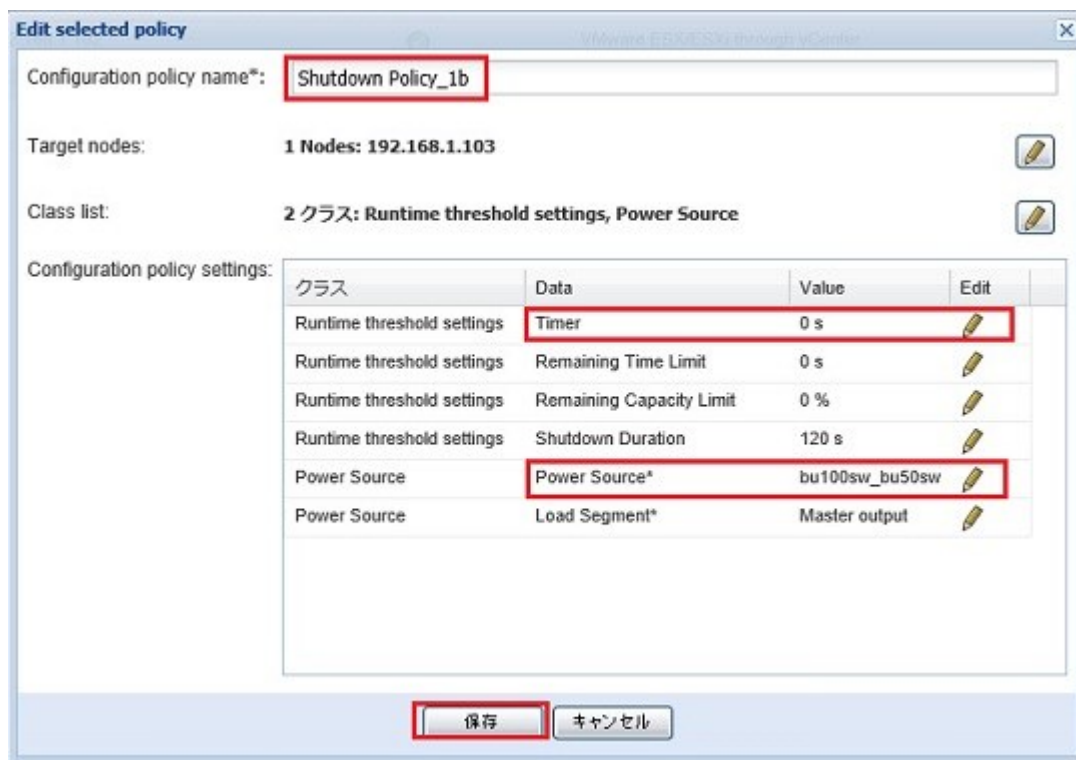 Edit selected policy
VMware ESX/ESXi through vCenter
Configuration policy name*: Shutdown Policy_1b
Target nodes: 1 Nodes: 192.168.1.103
Class list: 2 クラス: Runtime threshold settings, Power Source
Configuration policy settings:
クラス Data Value Edit
Runtime threshold settings Timer 0 s
Runtime threshold settings Remaining Time Limit 0 s
Runtime threshold settings Remaining Capacity Limit 0 %
Runtime threshold settings Shutdown Duration 120 s
Power Source Power Source* bu100sw_bu50sw
Power Source Load Segment* Master output
保存 キャンセル